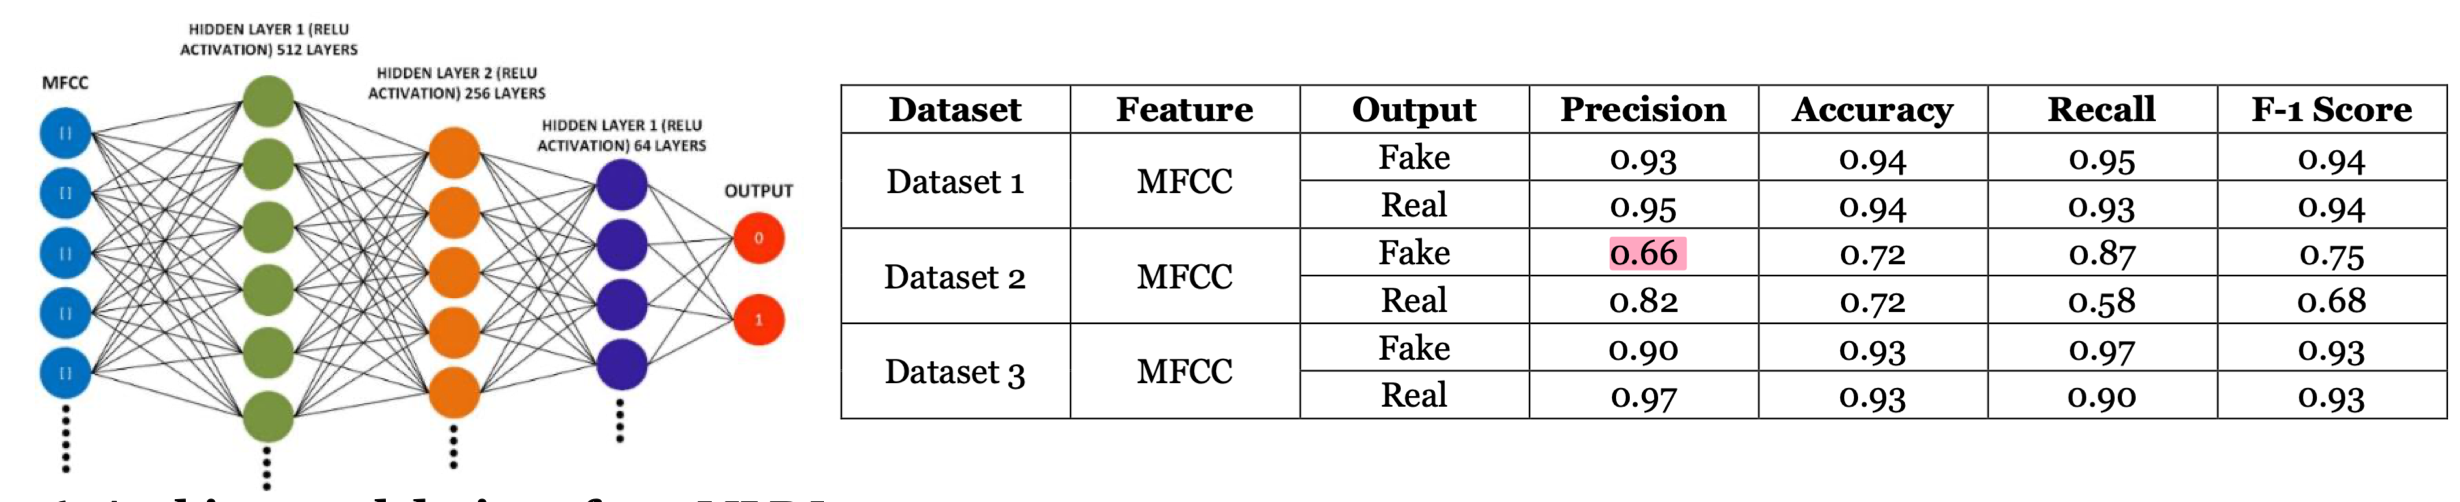 HIDDEN LAYER 1 (RELU
ACTIVATION) 512 LAYERS
MFCC
HIDDEN LAYER 2 (RELU
ACTIVATION) 256 LAYERS
HIDDEN LAYER 1 (RELU
ACTIVATION) 64 LAYERS
OUTPUT
[ ]
[ ]
[ ]
[ ]
[ ]
0
1
Dataset Feature Output Precision Accuracy Recall F-1 Score
Dataset 1 MFCC Fake 0.93 0.94 0.95 0.94
Real 0.95 0.94 0.93 0.94
Dataset 2 MFCC Fake 0.66 0.72 0.87 0.75
Real 0.82 0.72 0.58 0.68
Dataset 3 MFCC Fake 0.90 0.93 0.97 0.93
Real 0.97 0.93 0.90 0.93